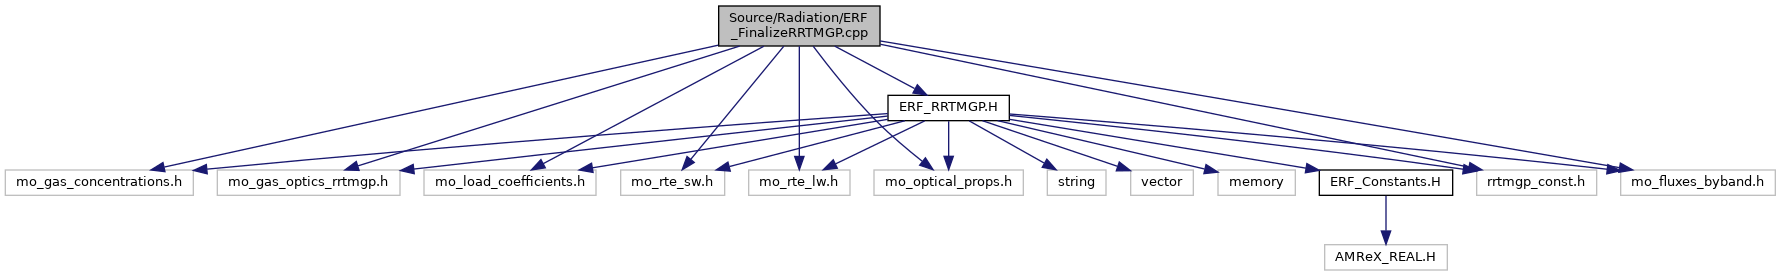 Source/Radiation/ERF
_FinalizeRRTMGP.cpp
ERF_RRTMGP.H
mo_gas_concentrations.h
mo_gas_optics_rrtmgp.h
mo_load_coefficients.h
mo_rte_sw.h
mo_rte_lw.h
mo_optical_props.h
string
vector
memory
ERF_Constants.H
rrtmgp_const.h
mo_fluxes_byband.h
AMReX_REAL.H